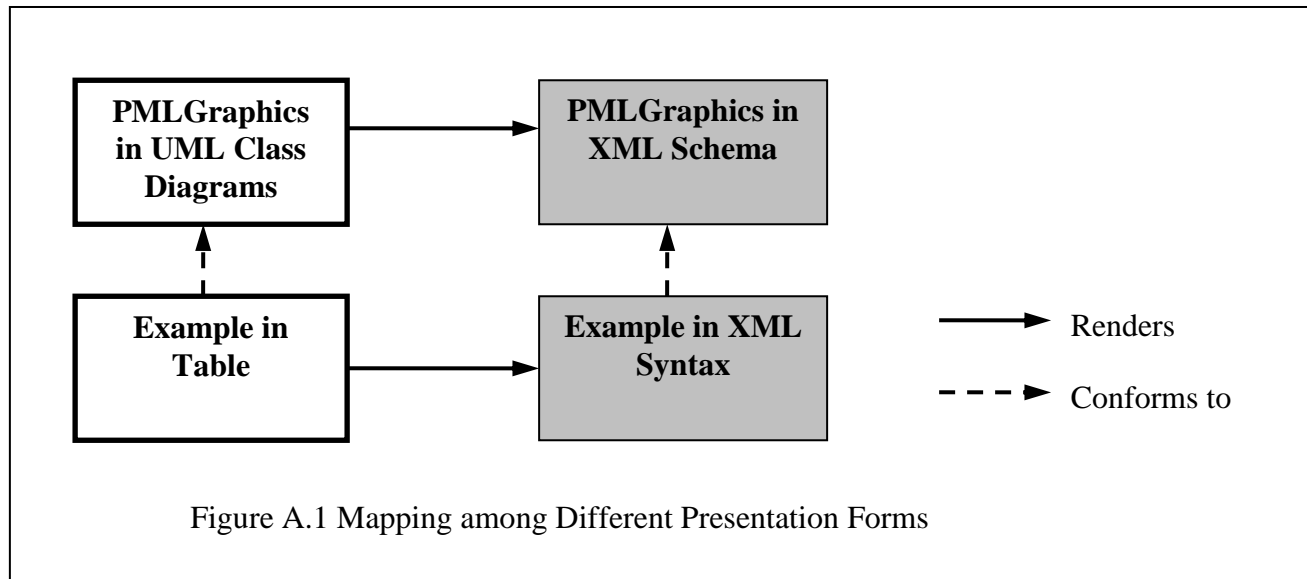 PMLGraphics
in UML Class
Diagrams
PMLGraphics in
XML Schema
Example in
Table
Example in XML
Syntax
Renders
Conforms to
Figure A.1 Mapping among Different Presentation Forms